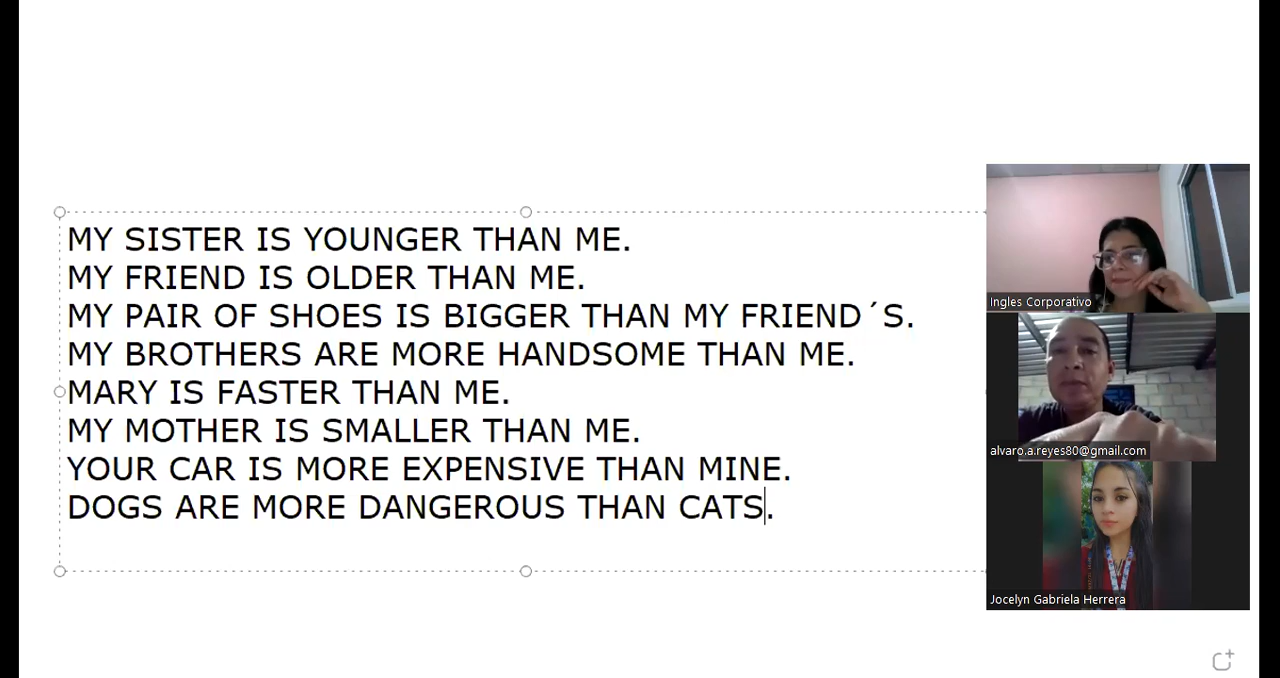 MY SISTER IS YOUNGER THAN ME.
MY FRIEND IS OLDER THAN ME.
MY PAIR OF SHOES IS BIGGER THAN MY FRIEND´S.
MY BROTHERS ARE MORE HANDSOME THAN ME.
MARY IS FASTER THAN ME.
MY MOTHER IS SMALLER THAN ME.
YOUR CAR IS MORE EXPENSIVE THAN MINE.
DOGS ARE MORE DANGEROUS THAN CATS.
Ingles Corporativo
alvaro.a.reyes80@gmail.com
Jocelyn Gabriela Herrera